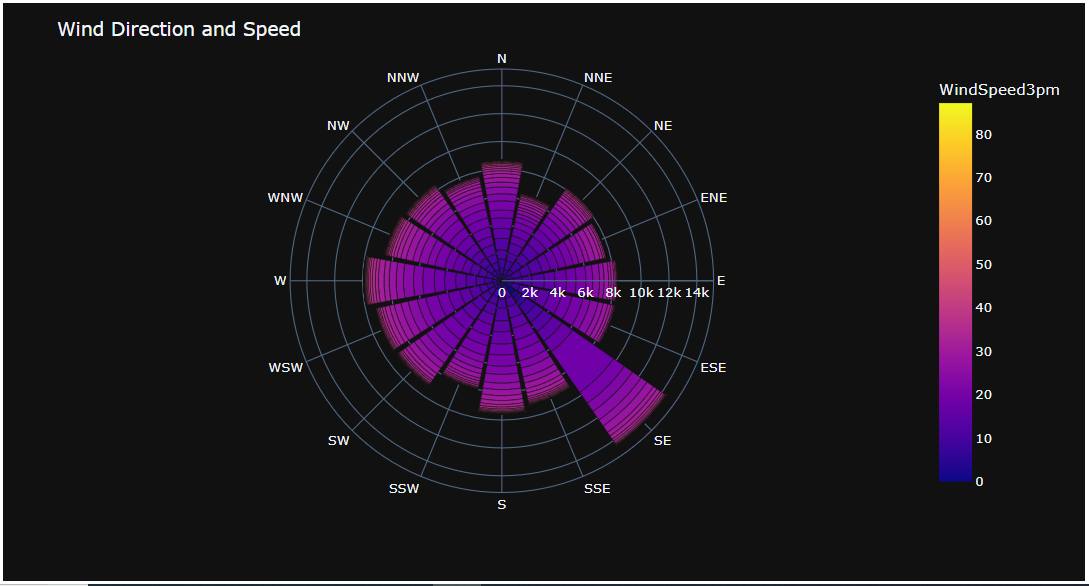 Wind Direction and Speed
N
NNW
NNE
WindSpeed3pm
NW
NE
80
70
WNW
ENE
60
50
W
E
0 2k 4k 6k 8k 10k 12k 14k
40
30
WSW
ESE
20
SW
SE
10
SSW
SSE
0
S